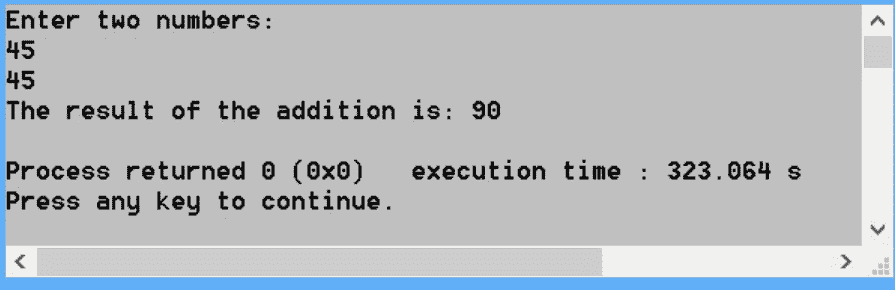 Enter two numbers:
45
45
The result of the addition is: 90
Process returned 0 (0x0)   execution time : 323.064 s
Press any key to continue.